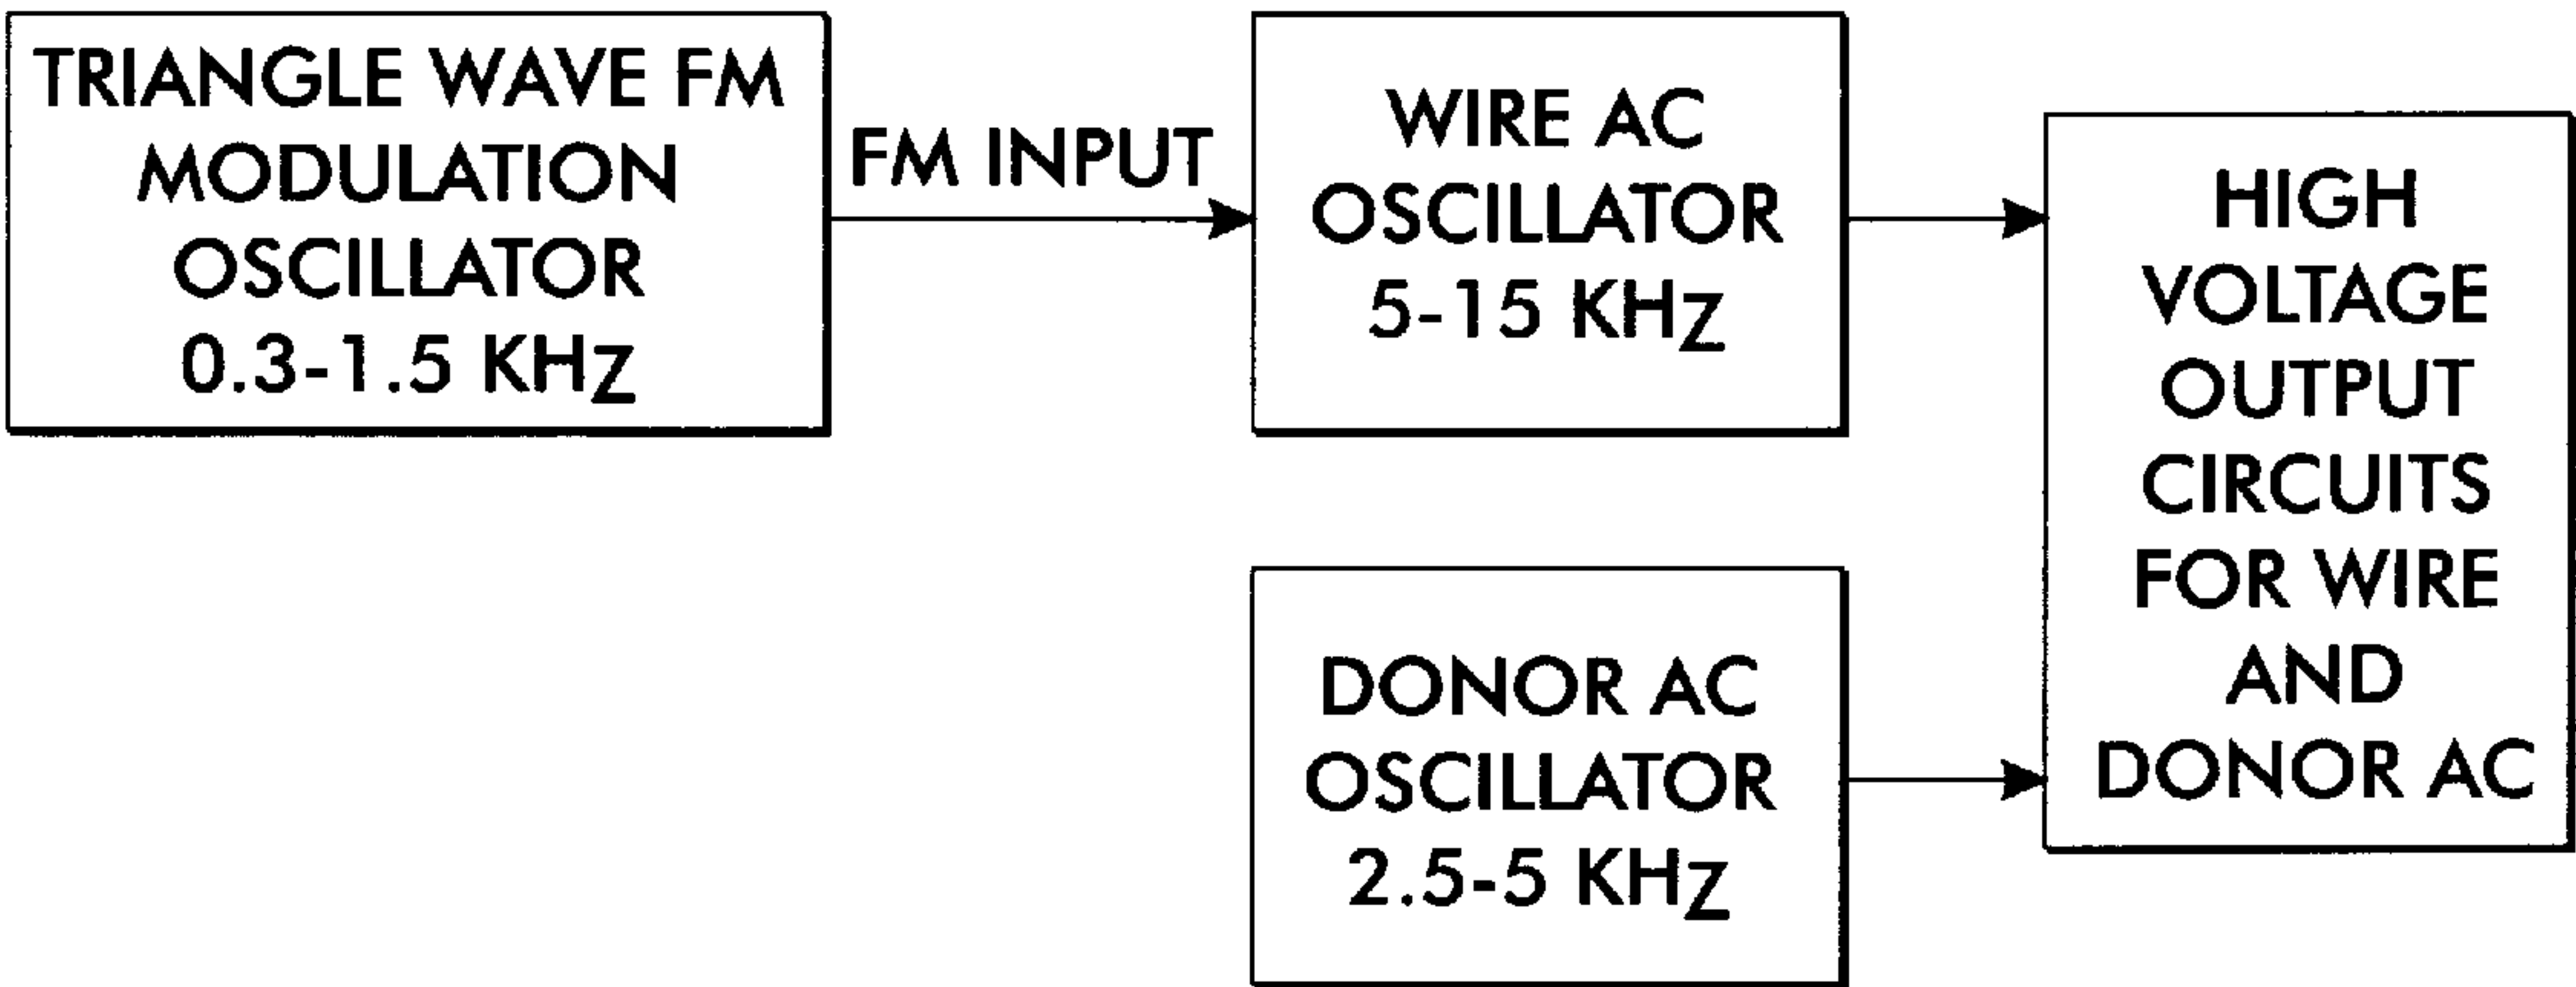 TRIANGLE WAVE FM
MODULATION
OSCILLATOR
0.3-1.5 KHZ
FM INPUT
WIRE AC
OSCILLATOR
5-15 KHZ
DONOR AC
OSCILLATOR
2.5-5 KHZ
HIGH
VOLTAGE
OUTPUT
CIRCUITS
FOR WIRE
AND
DONOR AC